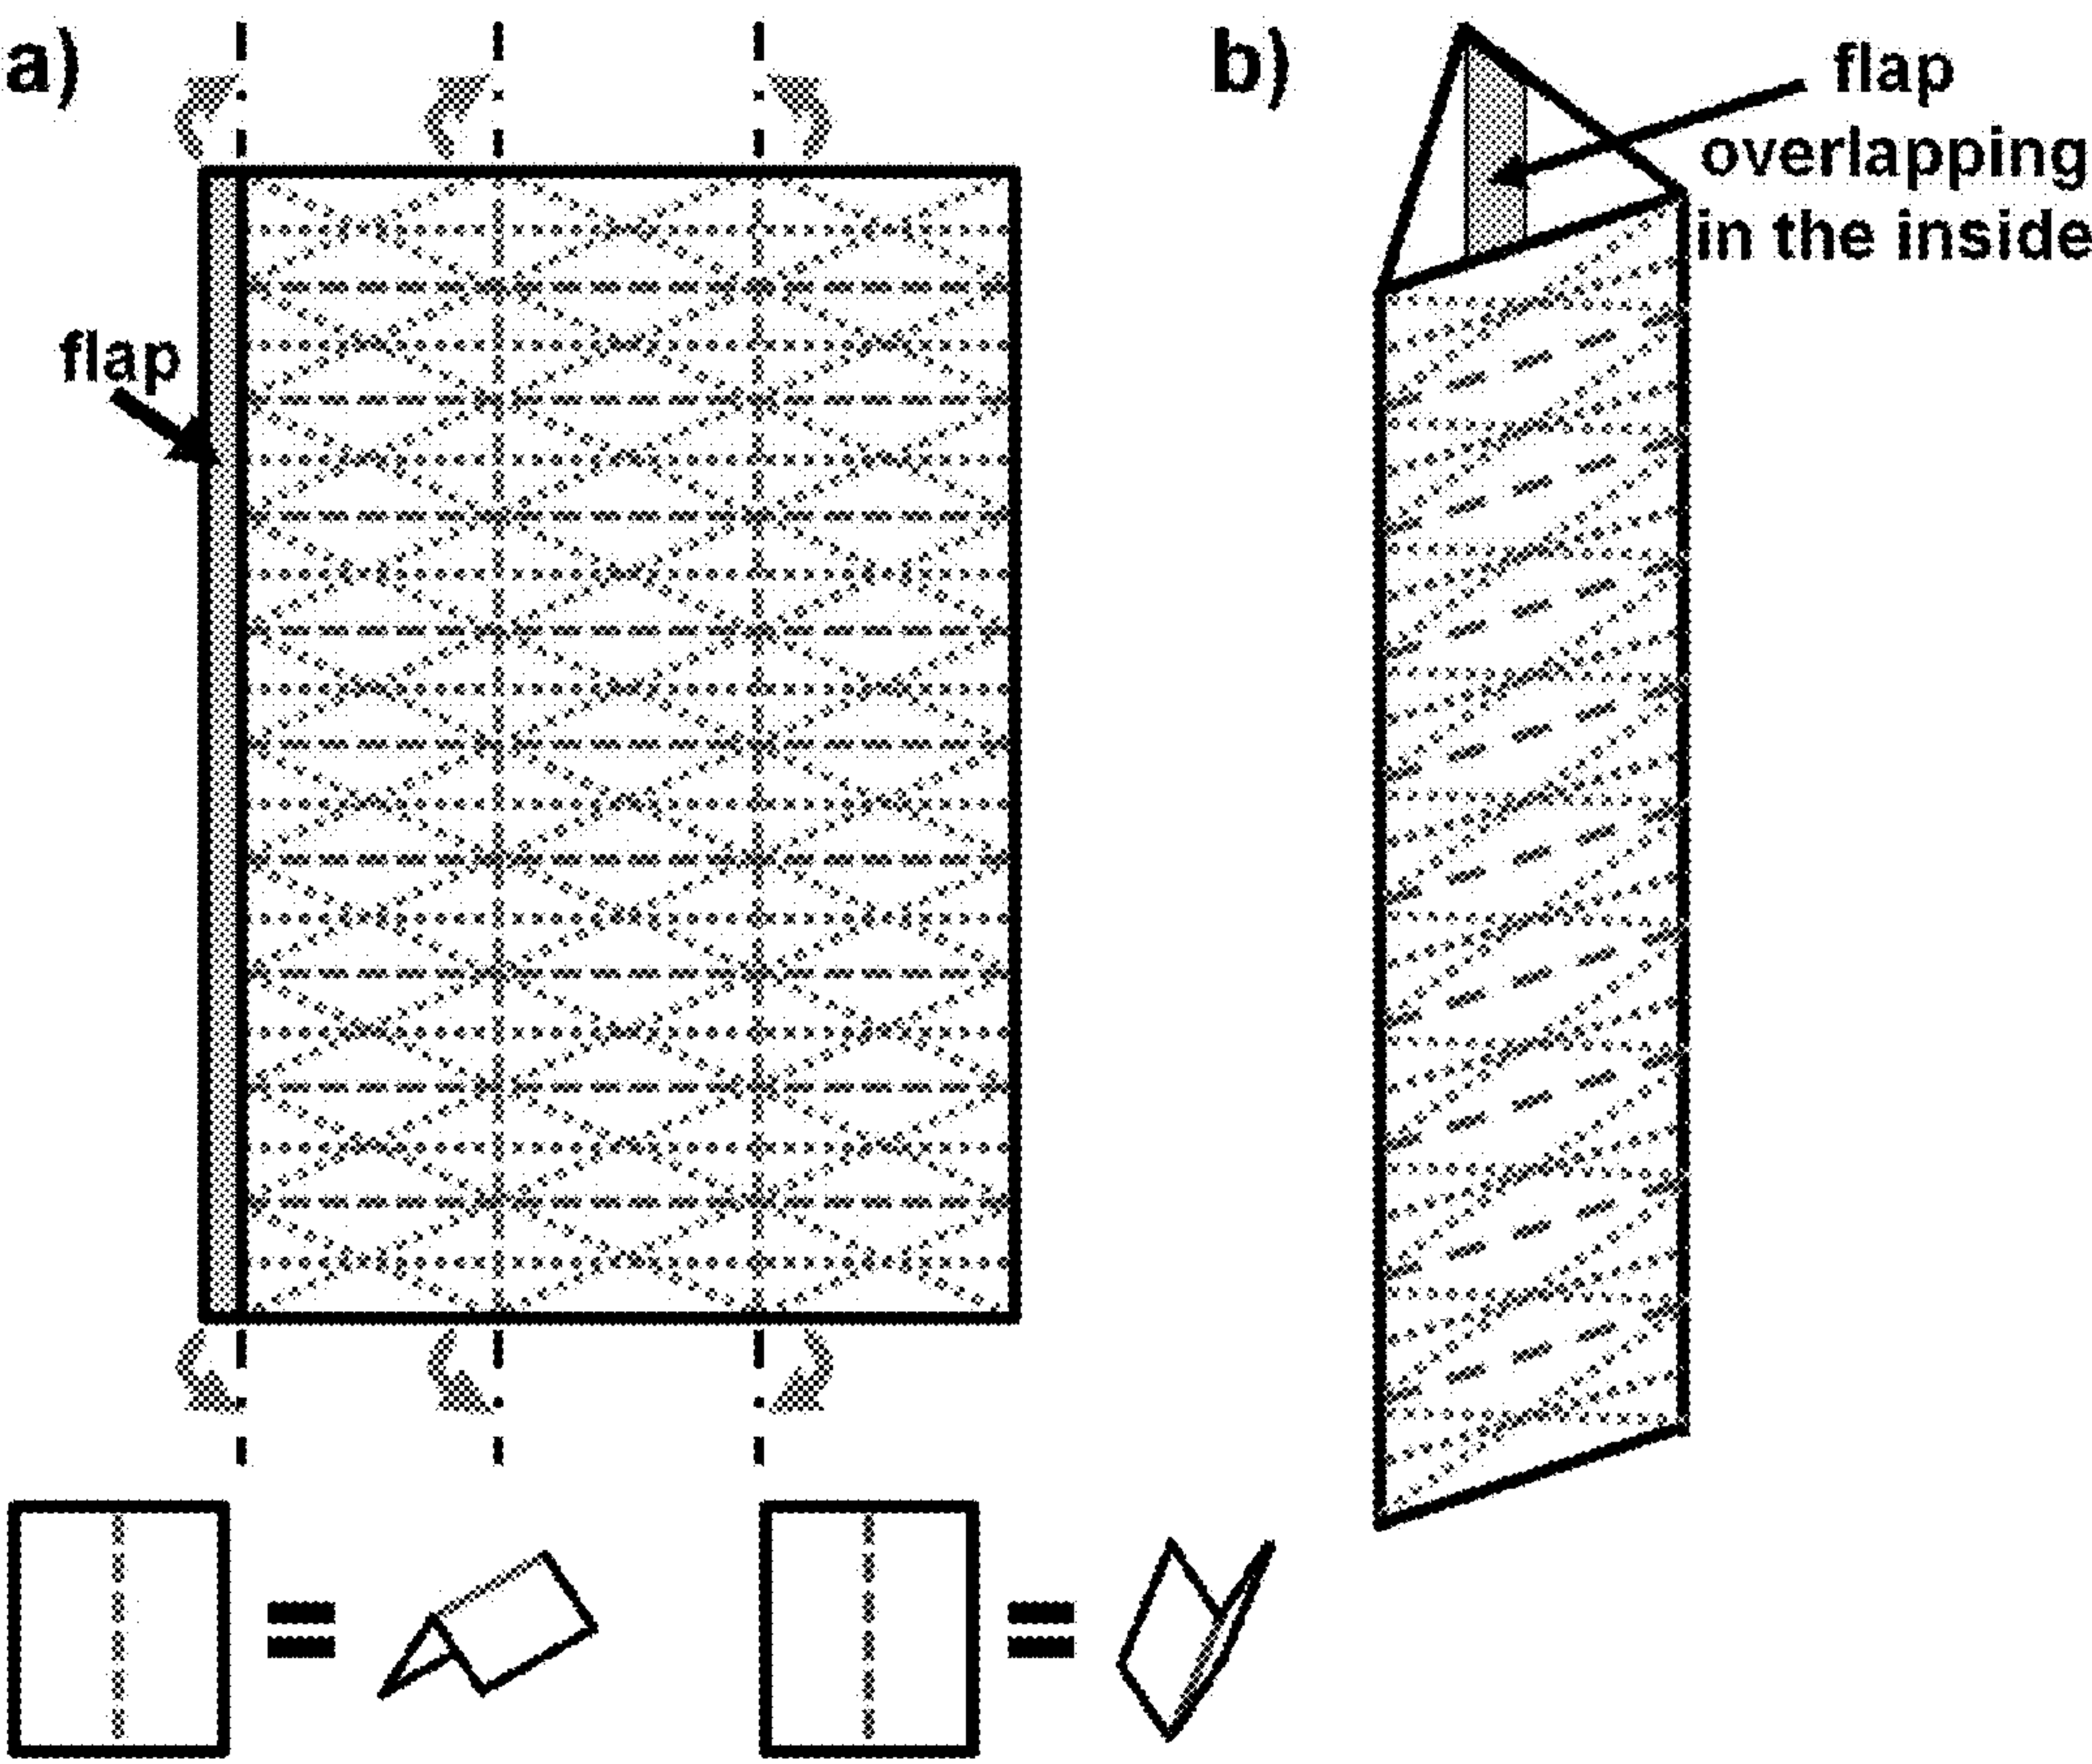 a)
flap
b)
flap
overlapping
in the inside